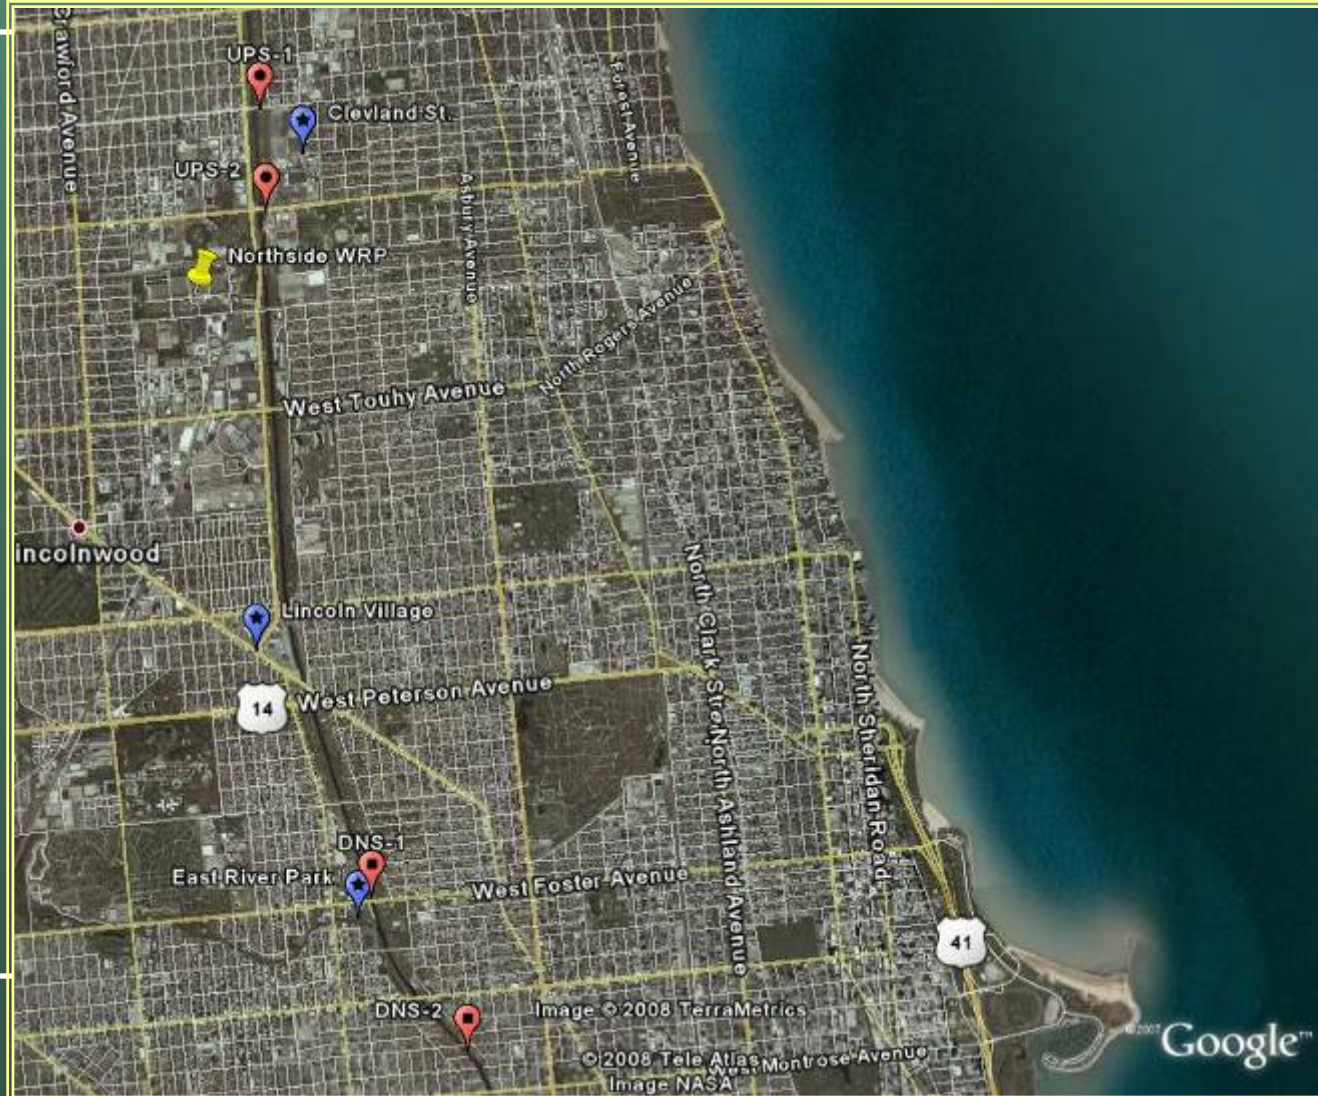 Crawford Avenue
UPS-1
Clevland St.
Forest Avenue
UPS-2
Asbury Avenue
Northside WRP
North Rogers Avenue
West Touhy Avenue
incolnwood
Lincoln Village
North Clark Stre
North Sheridan Road
West Peterson Avenue
14
North Ashland Avenue
DNS-1
East River Park
West Foster Avenue
41
DNS-2
Image © 2008 TerraMetrics
© 2007 Google™
© 2008 Tele Atlas
West Montrose Avenue
Image NASA